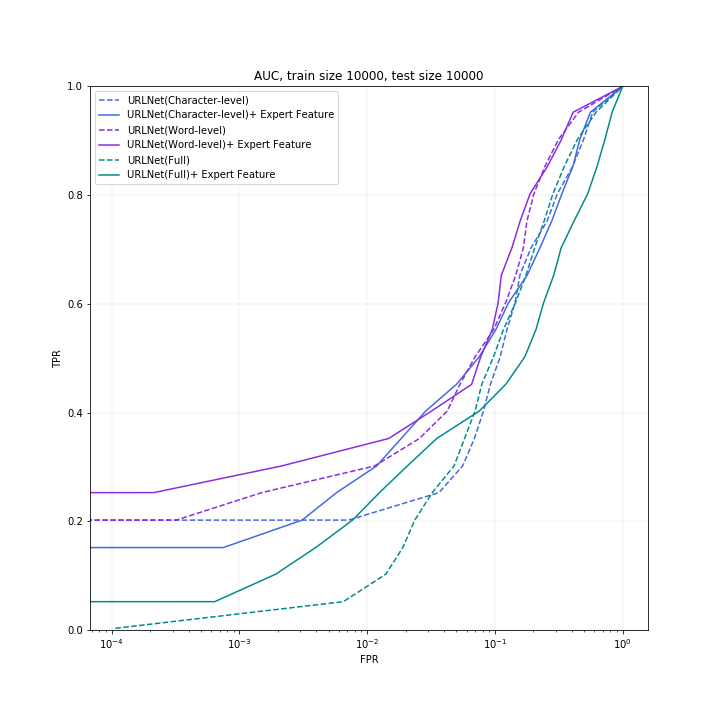 AUC, train size 10000, test size 10000
URLNet(Character-level)
URLNet(Character-level)+ Expert Feature
URLNet(Word-level)
URLNet(Word-level)+ Expert Feature
URLNet(Full)
URLNet(Full)+ Expert Feature
TPR
1.0
0.8
0.6
0.4
0.2
0.0
10⁻⁴ 10⁻³ 10⁻² 10⁻¹ 10⁰
FPR